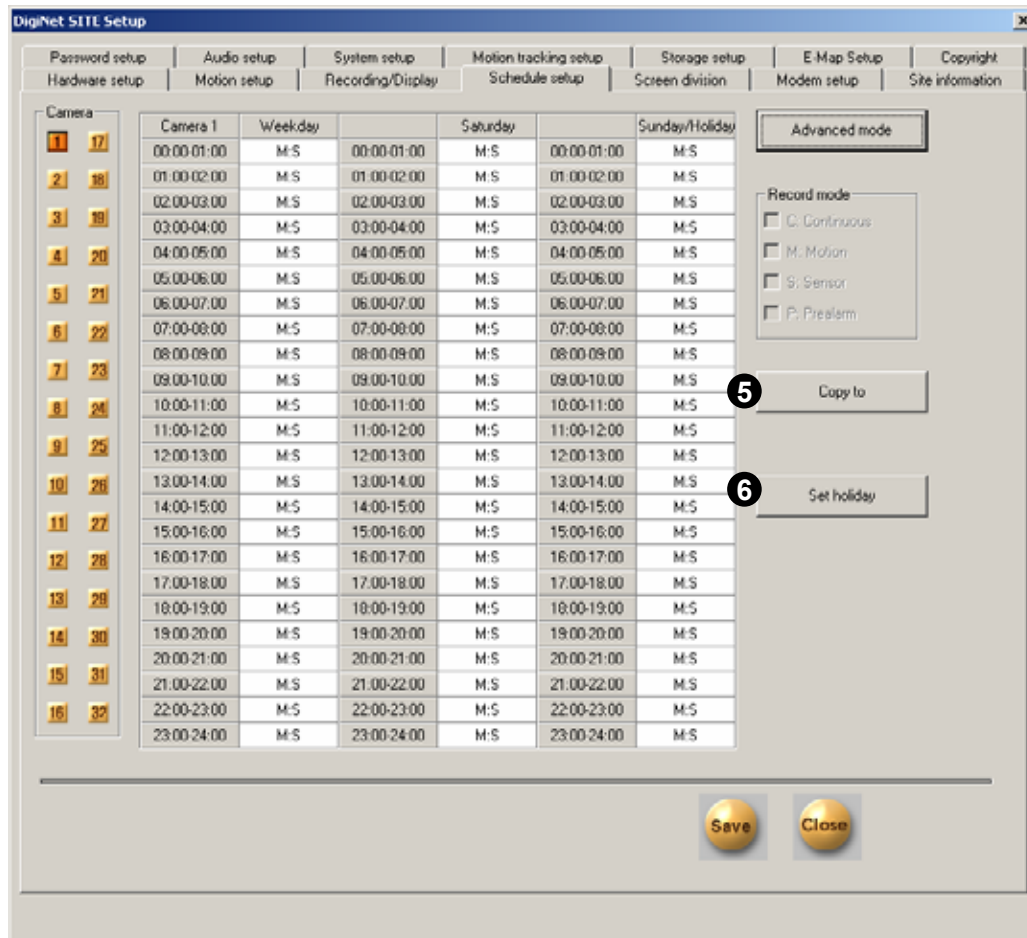 DigiNet SITE Setup
Password setup Audio setup System setup Motion tracking setup Storage setup E-Map Setup Copyright
Hardware setup Motion setup Recording/Display Schedule setup Screen division Modem setup Site information
Camera
1 17
2 18
3 19
4 20
5 21
6 22
7 23
8 24
9 25
10 26
11 27
12 28
13 29
14 30
15 31
16 32
Camera 1 Weekday Saturday Sunday/Holiday
00:00-01:00 M:S 00:00-01:00 M:S 00:00-01:00 M:S
01:00-02:00 M:S 01:00-02:00 M:S 01:00-02:00 M:S
02:00-03:00 M:S 02:00-03:00 M:S 02:00-03:00 M:S
03:00-04:00 M:S 03:00-04:00 M:S 03:00-04:00 M:S
04:00-05:00 M:S 04:00-05:00 M:S 04:00-05:00 M:S
05:00-06:00 M:S 05:00-06:00 M:S 05:00-06:00 M:S
06:00-07:00 M:S 06:00-07:00 M:S 06:00-07:00 M:S
07:00-08:00 M:S 07:00-08:00 M:S 07:00-08:00 M:S
08:00-09:00 M:S 08:00-09:00 M:S 08:00-09:00 M:S
09:00-10:00 M:S 09:00-10:00 M:S 09:00-10:00 M:S
10:00-11:00 M:S 10:00-11:00 M:S 10:00-11:00 M:S
11:00-12:00 M:S 11:00-12:00 M:S 11:00-12:00 M:S
12:00-13:00 M:S 12:00-13:00 M:S 12:00-13:00 M:S
13:00-14:00 M:S 13:00-14:00 M:S 13:00-14:00 M:S
14:00-15:00 M:S 14:00-15:00 M:S 14:00-15:00 M:S
15:00-16:00 M:S 15:00-16:00 M:S 15:00-16:00 M:S
16:00-17:00 M:S 16:00-17:00 M:S 16:00-17:00 M:S
17:00-18:00 M:S 17:00-18:00 M:S 17:00-18:00 M:S
18:00-19:00 M:S 18:00-19:00 M:S 18:00-19:00 M:S
19:00-20:00 M:S 19:00-20:00 M:S 19:00-20:00 M:S
20:00-21:00 M:S 20:00-21:00 M:S 20:00-21:00 M:S
21:00-22:00 M:S 21:00-22:00 M:S 21:00-22:00 M:S
22:00-23:00 M:S 22:00-23:00 M:S 22:00-23:00 M:S
23:00-24:00 M:S 23:00-24:00 M:S 23:00-24:00 M:S
Advanced mode
Record mode
C: Continuous
M: Motion
S: Sensor
P: Prealarm
5 Copy to
6 Set holiday
Save Close